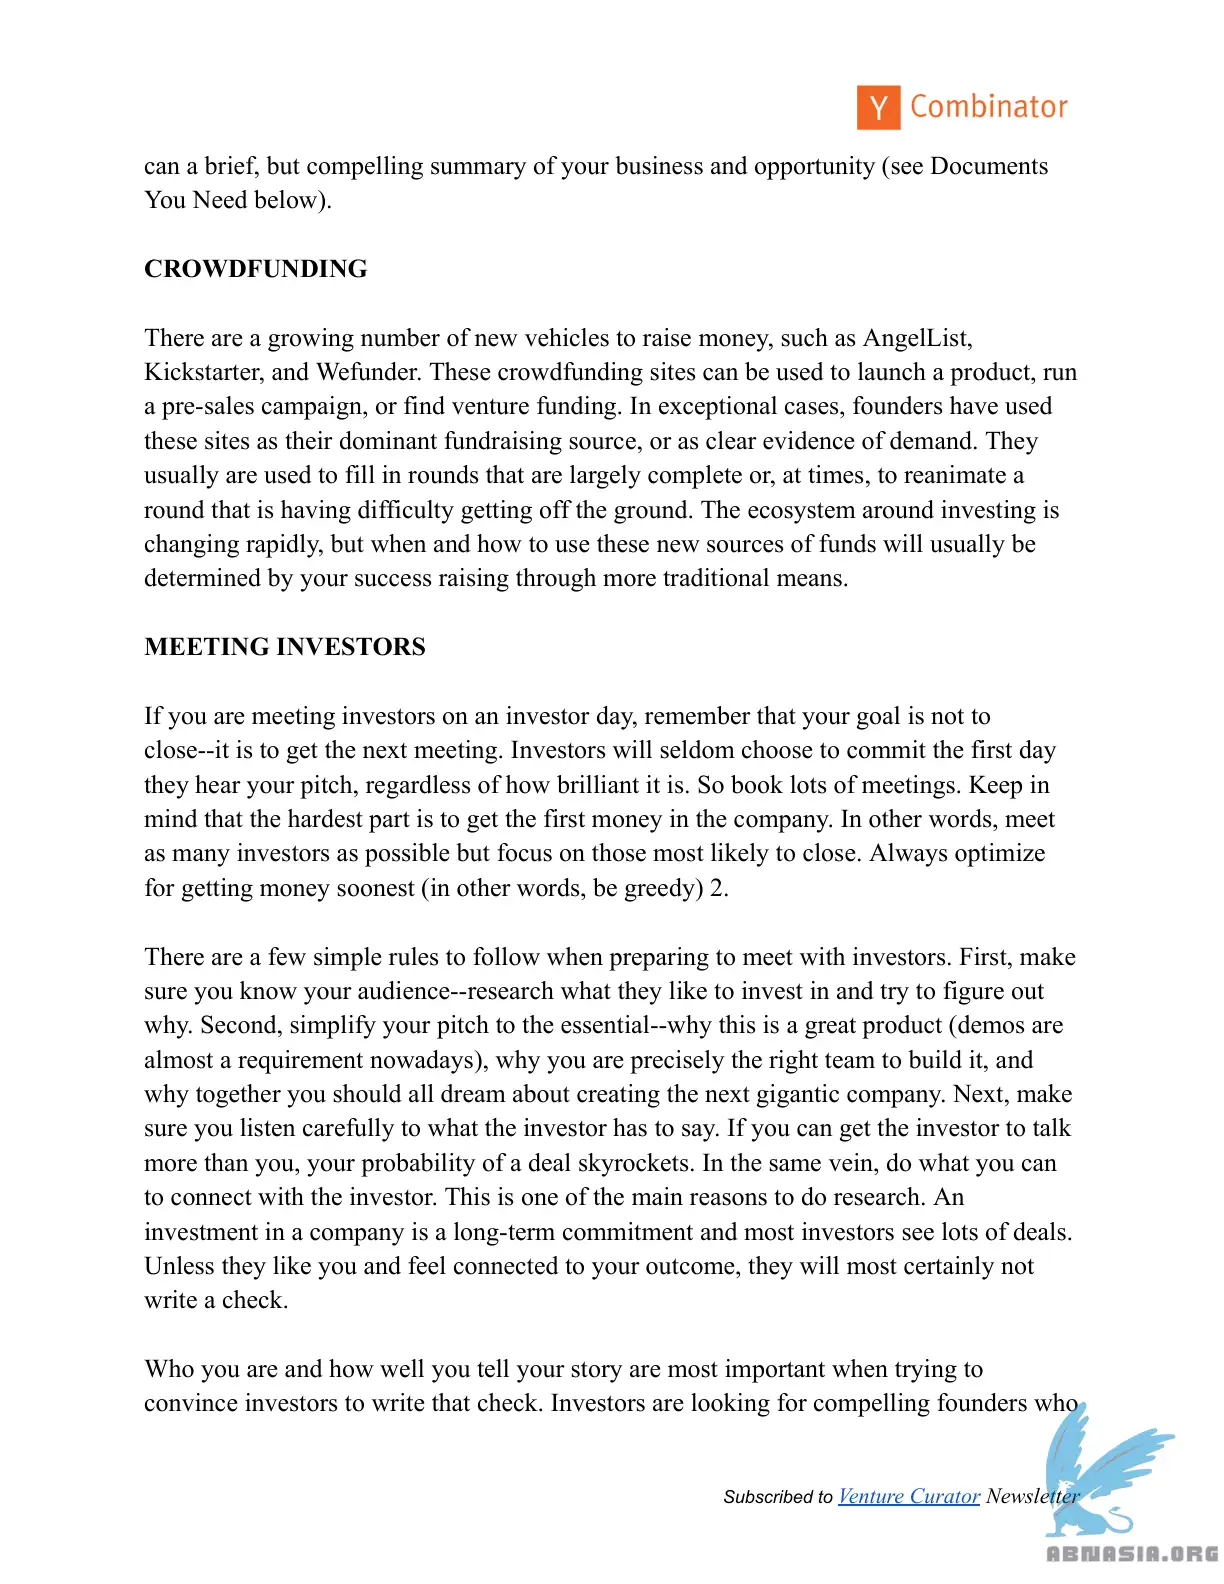 Y Combinator
can a brief, but compelling summary of your business and opportunity (see Documents
You Need below).
CROWDFUNDING
There are a growing number of new vehicles to raise money, such as AngelList,
Kickstarter, and Wefunder. These crowdfunding sites can be used to launch a product, run
a pre-sales campaign, or find venture funding. In exceptional cases, founders have used
these sites as their dominant fundraising source, or as clear evidence of demand. They
usually are used to fill in rounds that are largely complete or, at times, to reanimate a
round that is having difficulty getting off the ground. The ecosystem around investing is
changing rapidly, but when and how to use these new sources of funds will usually be
determined by your success raising through more traditional means.
MEETING INVESTORS
If you are meeting investors on an investor day, remember that your goal is not to
close--it is to get the next meeting. Investors will seldom choose to commit the first day
they hear your pitch, regardless of how brilliant it is. So book lots of meetings. Keep in
mind that the hardest part is to get the first money in the company. In other words, meet
as many investors as possible but focus on those most likely to close. Always optimize
for getting money soonest (in other words, be greedy) 2.
There are a few simple rules to follow when preparing to meet with investors. First, make
sure you know your audience--research what they like to invest in and try to figure out
why. Second, simplify your pitch to the essential--why this is a great product (demos are
almost a requirement nowadays), why you are precisely the right team to build it, and
why together you should all dream about creating the next gigantic company. Next, make
sure you listen carefully to what the investor has to say. If you can get the investor to talk
more than you, your probability of a deal skyrockets. In the same vein, do what you can
to connect with the investor. This is one of the main reasons to do research. An
investment in a company is a long-term commitment and most investors see lots of deals.
Unless they like you and feel connected to your outcome, they will most certainly not
write a check.
Who you are and how well you tell your story are most important when trying to
convince investors to write that check. Investors are looking for compelling founders who
Subscribed to Venture Curator Newsletter
ABNASIA.ORG